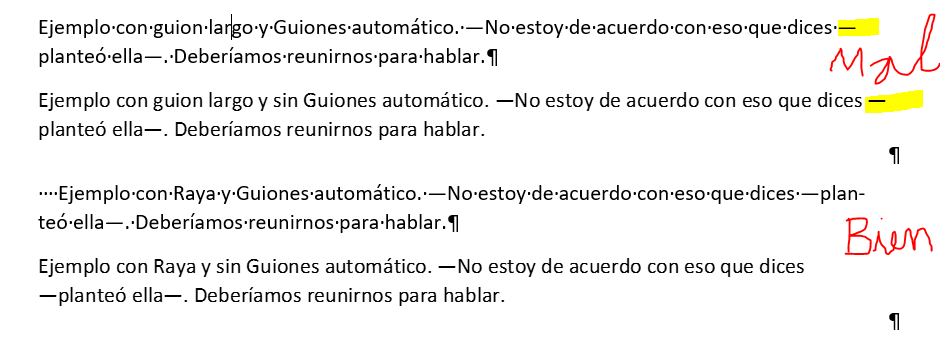 Ejemplo·con·guion·largo·y·Guiones·automático.·—No·estoy·de·acuerdo·con·eso·que·dices·—
planteó·ella—.·Deberíamos·reunirnos·para·hablar.¶
Mal
Ejemplo con guion largo y sin Guiones automático. —No estoy de acuerdo con eso que dices —
planteó ella—. Deberíamos reunirnos para hablar.
¶
····Ejemplo·con·Raya·y·Guiones·automático.·—No·estoy·de·acuerdo·con·eso·que·dices·—plan-
teó·ella—.·Deberíamos·reunirnos·para·hablar.¶
Bien
Ejemplo con Raya y sin Guiones automático. —No estoy de acuerdo con eso que dices
—planteó ella—. Deberíamos reunirnos para hablar.
¶